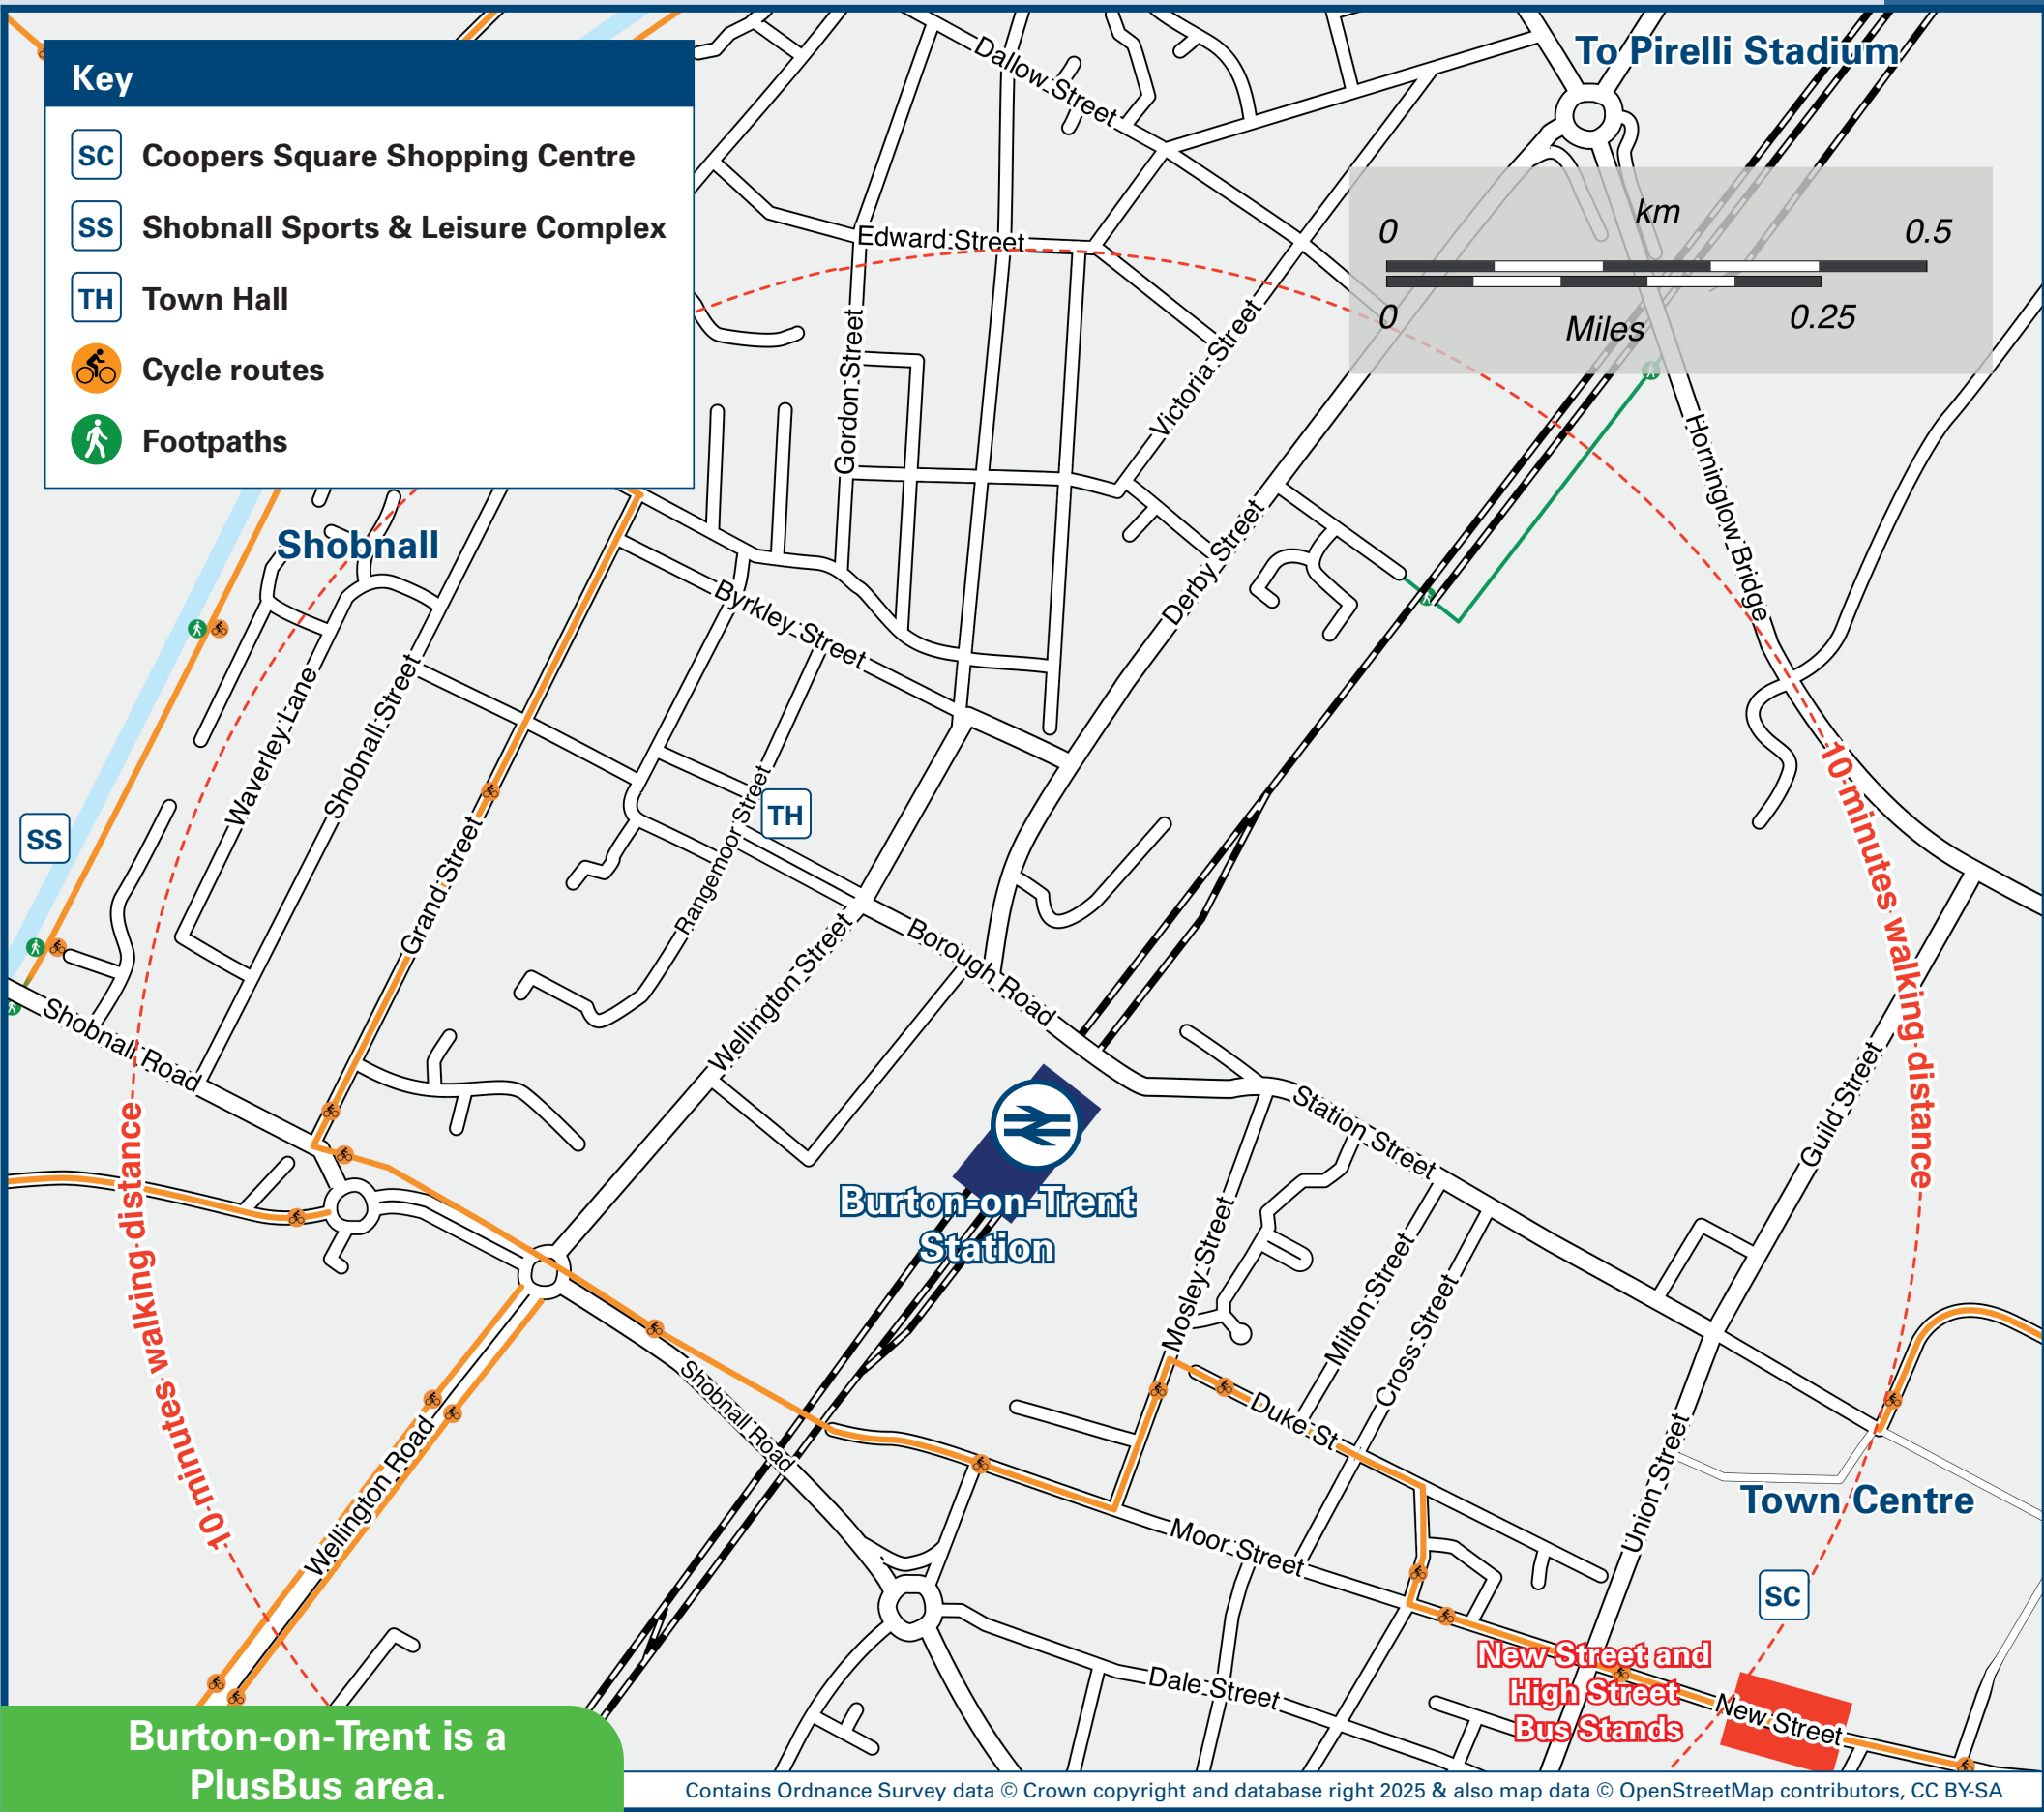 To Pirelli Stadium
Key
SC Coopers Square Shopping Centre
SS Shobnall Sports & Leisure Complex
TH Town Hall
Cycle routes
Footpaths
Dallow Street
km
0 0.5
0 0.25
Miles
Edward Street
Gordon Street
Victoria Street
Horninglow Bridge
Shobnall
Derby Street
Byrkley Street
Waverley Lane
Shobnall Street
Rangemoor Street
TH
SS
Grand Street
10 minutes walking distance
Borough Road
Wellington Street
Shobnall Road
Station Street
Guild Street
10 minutes walking distance
Burton-on-Trent
Station
Mosley Street
Milton Street
Cross Street
Shobnall Road
Duke St
Wellington Road
Union Street
Town Centre
Moor Street
SC
New Street and
High Street
Bus Stands
Dale Street
New Street
Burton-on-Trent is a
PlusBus area.
Contains Ordnance Survey data © Crown copyright and database right 2025 & also map data © OpenStreetMap contributors, CC BY-SA